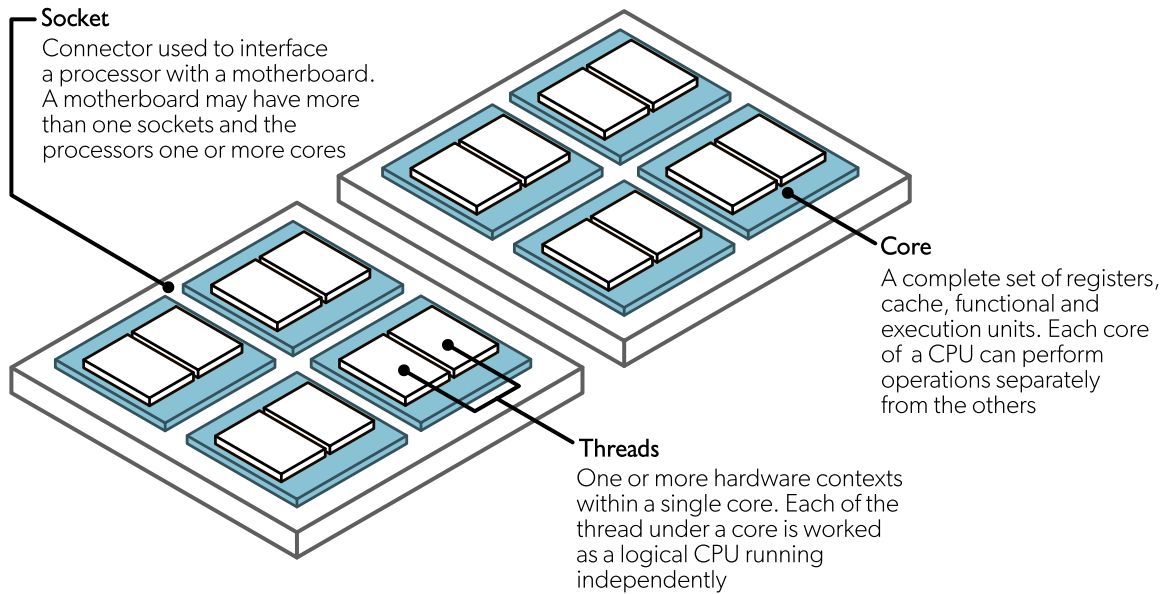 Socket
Connector used to interface
a processor with a motherboard.
A motherboard may have more
than one sockets and the
processors one or more cores
Core
A complete set of registers,
cache, functional and
execution units. Each core
of a CPU can perform
operations separately
from the others
Threads
One or more hardware contexts
within a single core. Each of the
thread under a core is worked
as a logical CPU running
independently